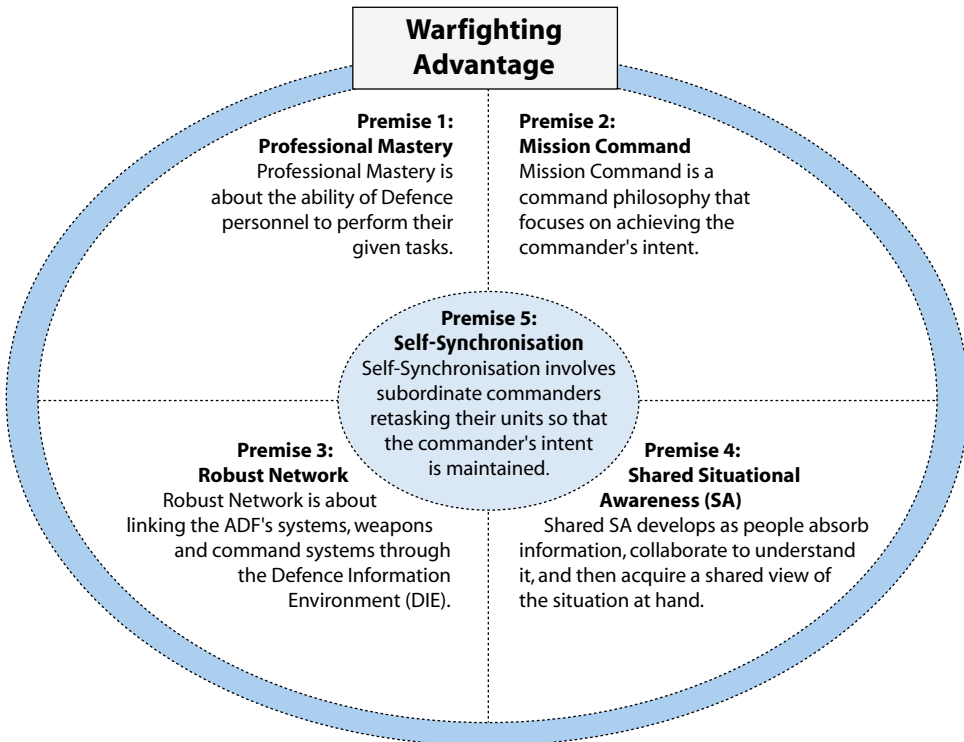 Warfighting
Advantage
Premise 1:
Professional Mastery
Professional Mastery is
about the ability of Defence
personnel to perform their
given tasks.
Premise 2:
Mission Command
Mission Command is a
command philosophy that
focuses on achieving the
commander's intent.
Premise 5:
Self-Synchronisation
Self-Synchronisation involves
subordinate commanders
retasking their units so that
the commander's intent
is maintained.
Premise 3:
Robust Network
Robust Network is about
linking the ADF's systems, weapons
and command systems through
the Defence Information
Environment (DIE).
Premise 4:
Shared Situational
Awareness (SA)
Shared SA develops as people absorb
information, collaborate to understand
it, and then acquire a shared view of
the situation at hand.